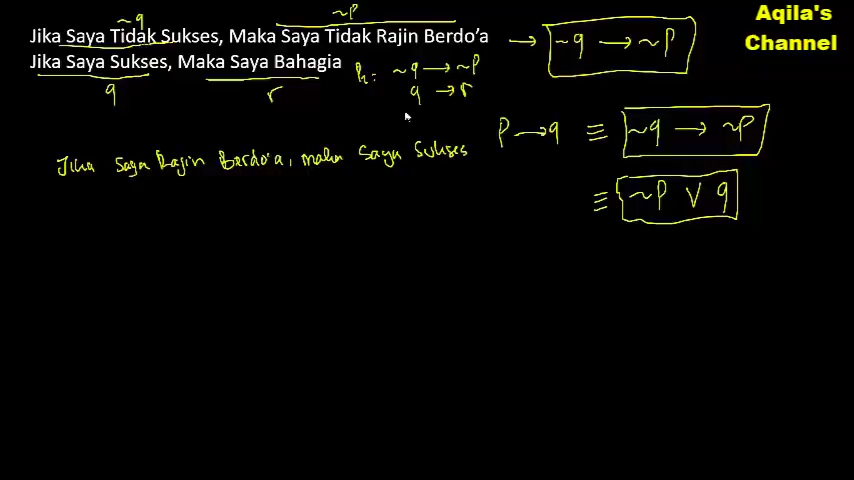 ~q ~p
Jika Saya Tidak Sukses, Maka Saya Tidak Rajin Berdo'a → ~q → ~p
Jika Saya Sukses, Maka Saya Bahagia
q r
P1: ~q → ~p
q → r
Jika Saya Rajin Berdo'a, maka Saya Sukses
p → q ≡ ~q → ~p
≡ ~p V q
Aqila's
Channel